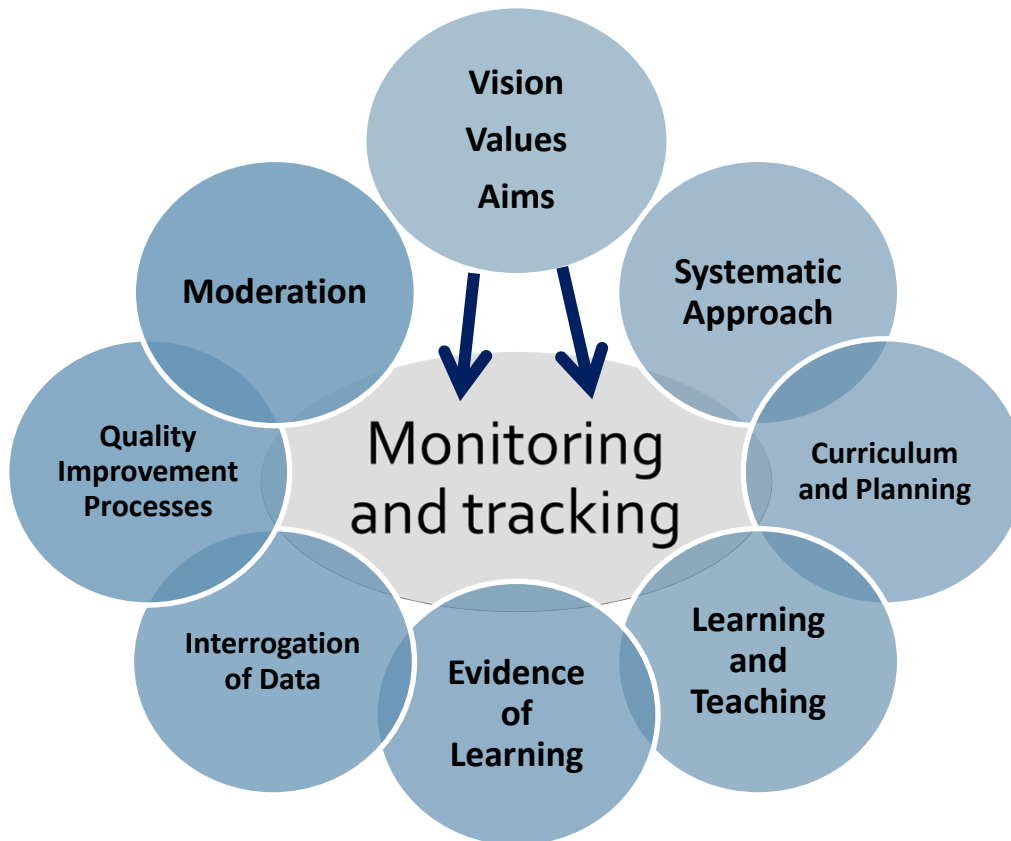 Vision
Values
Aims
Systematic
Approach
Curriculum
and Planning
Learning
and
Teaching
Evidence
of
Learning
Interrogation
of Data
Quality
Improvement
Processes
Moderation
Monitoring
and tracking